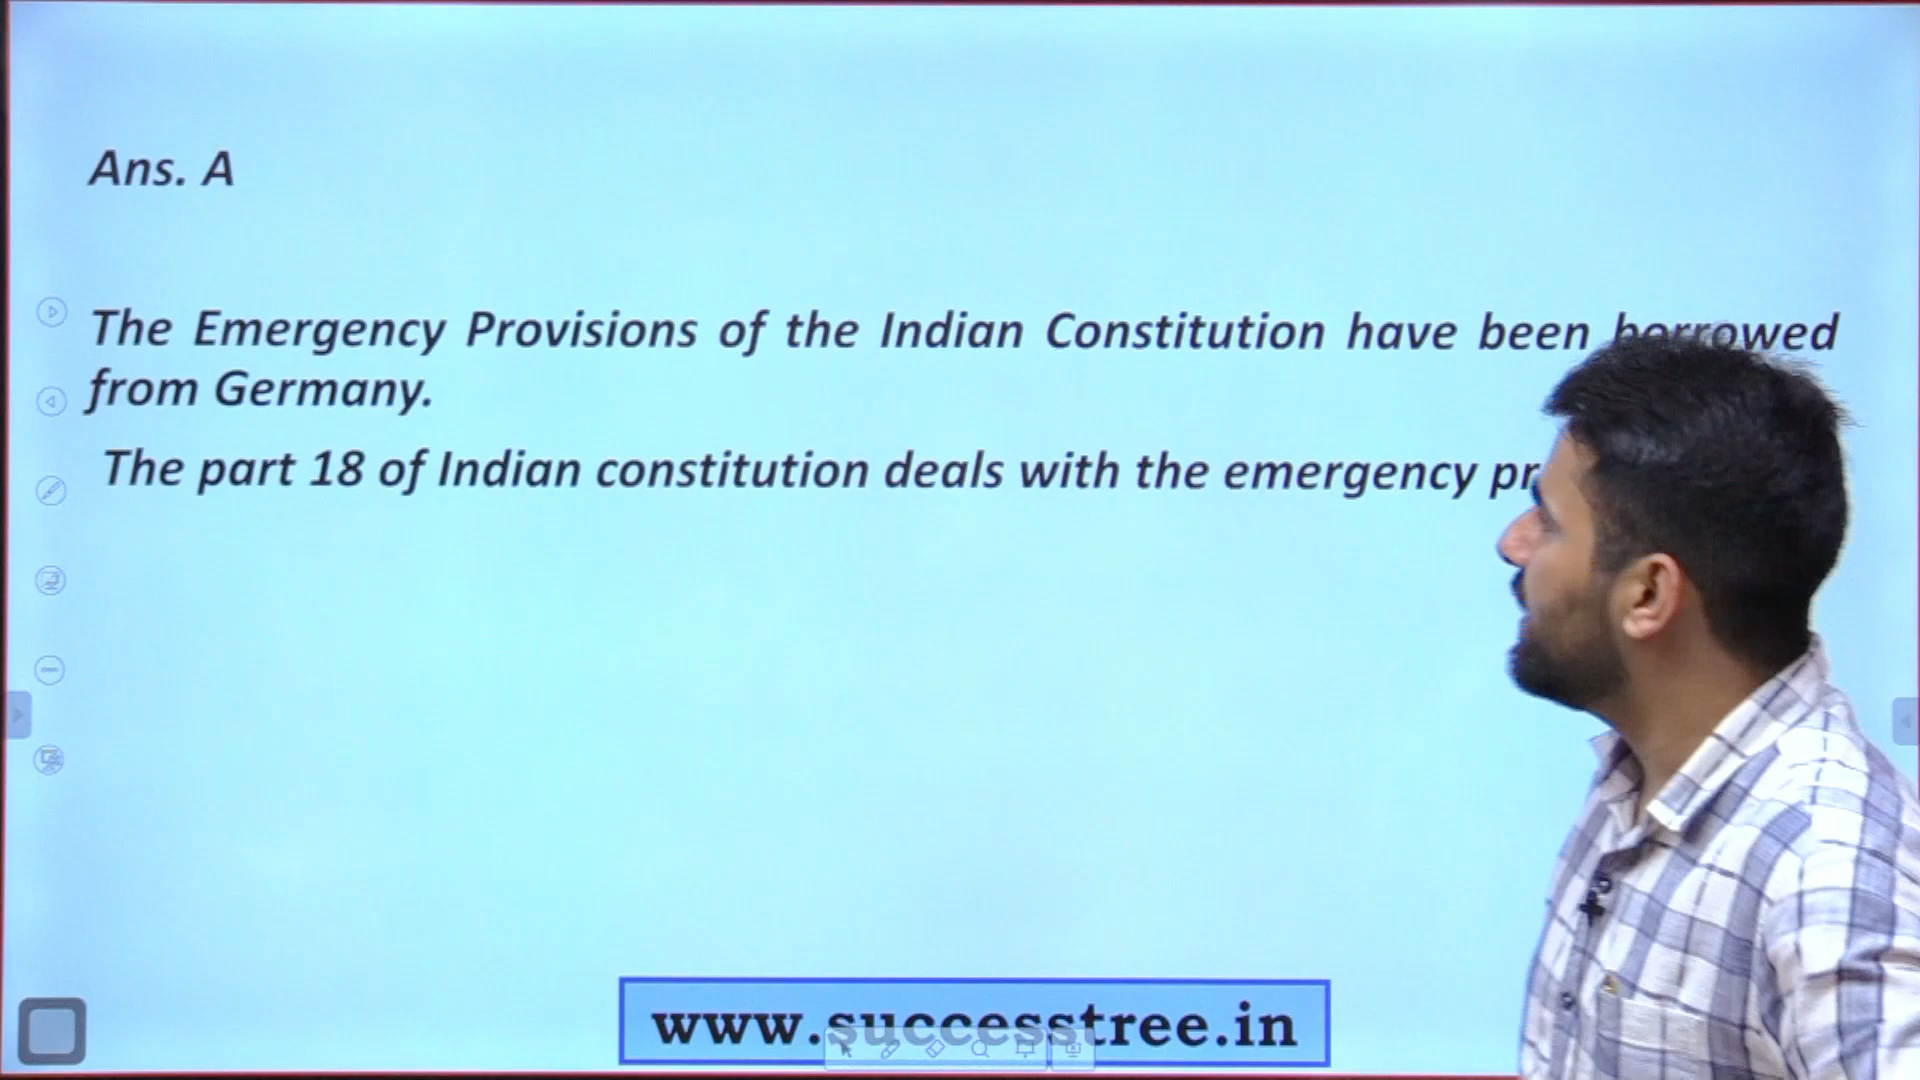 Ans. A
The Emergency Provisions of the Indian Constitution have been borrowed
from Germany.
The part 18 of Indian constitution deals with the emergency
www.successtree.in